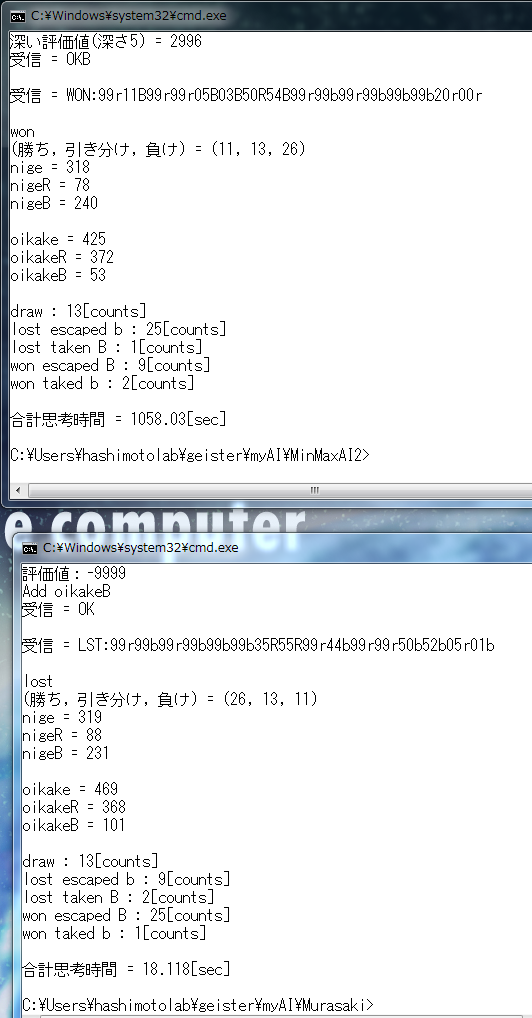 C:¥Windows¥system32¥cmd.exe
深い評価値(深さ5) = 2996
受信 = OKB
受信 = WON:99r11B99r99r05B03B50R54B99r99b99r99b99b99b20r00r
won
(勝ち，引き分け，負け) = (11, 13, 26)
nige = 318
nigeR = 78
nigeB = 240
oikake = 425
oikakeR = 372
oikakeB = 53
draw : 13[counts]
lost escaped b : 25[counts]
lost taken B : 1[counts]
won escaped B : 9[counts]
won taked b : 2[counts]
合計思考時間 = 1058.03[sec]
C:¥Users¥hashimotolab¥geister¥myAI¥MinMaxAI2>
e computer
C:¥Windows¥system32¥cmd.exe
評価値：-9999
Add oikakeB
受信 = OK
受信 = LST:99r99b99r99b99b99b35R55R99r44b99r99r50b52b05r01b
lost
(勝ち，引き分け，負け) = (26, 13, 11)
nige = 319
nigeR = 88
nigeB = 231
oikake = 469
oikakeR = 368
oikakeB = 101
draw : 13[counts]
lost escaped b : 9[counts]
lost taken B : 2[counts]
won escaped B : 25[counts]
won taked b : 1[counts]
合計思考時間 = 18.118[sec]
C:¥Users¥hashimotolab¥geister¥myAI¥Murasaki>